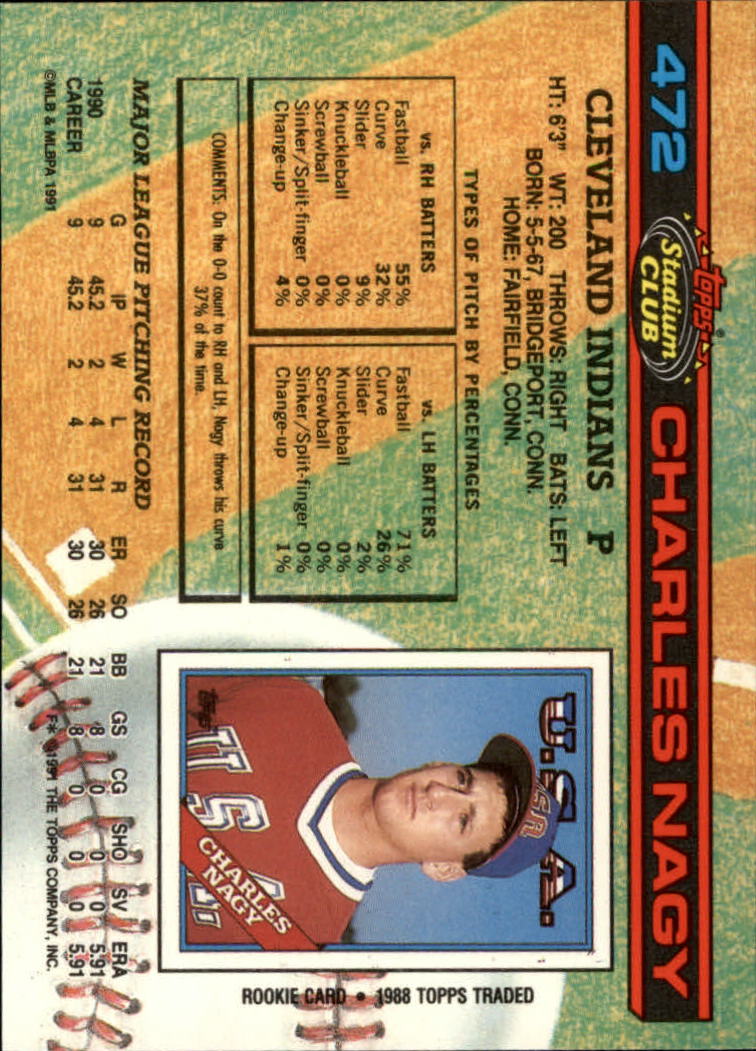 472
topps®
Stadium
CLUB
CHARLES NAGY
CLEVELAND INDIANS P
HT: 6'3" WT: 200 THROWS: RIGHT BATS: LEFT
BORN: 5-5-67, BRIDGEPORT, CONN.
HOME: FAIRFIELD, CONN.
TYPES OF PITCH BY PERCENTAGES
vs. RH BATTERS
Fastball 55%
Curve 32%
Slider 9%
Knuckleball 0%
Screwball 0%
Sinker/Split-finger 0%
Change-up 4%
vs. LH BATTERS
Fastball 71%
Curve 26%
Slider 2%
Knuckleball 0%
Screwball 0%
Sinker/Split-finger 0%
Change-up 1%
COMMENTS: On the 0-0 count to RH and LH, Nagy throws his curve
37% of the time.
U.S.A.
USA
U.S.A.
topps
CHARLES
NAGY
ROOKIE CARD • 1988 TOPPS TRADED
MAJOR LEAGUE PITCHING RECORD
G IP W L R ER SO BB GS CG SHO SV ERA
1990 9 45.2 2 4 31 30 26 21 8 0 0 0 5.91
CAREER 9 45.2 2 4 31 30 26 21 8 0 0 0 5.91
©MLB & MLBPA 1991
F* ©1991 THE TOPPS COMPANY, INC.